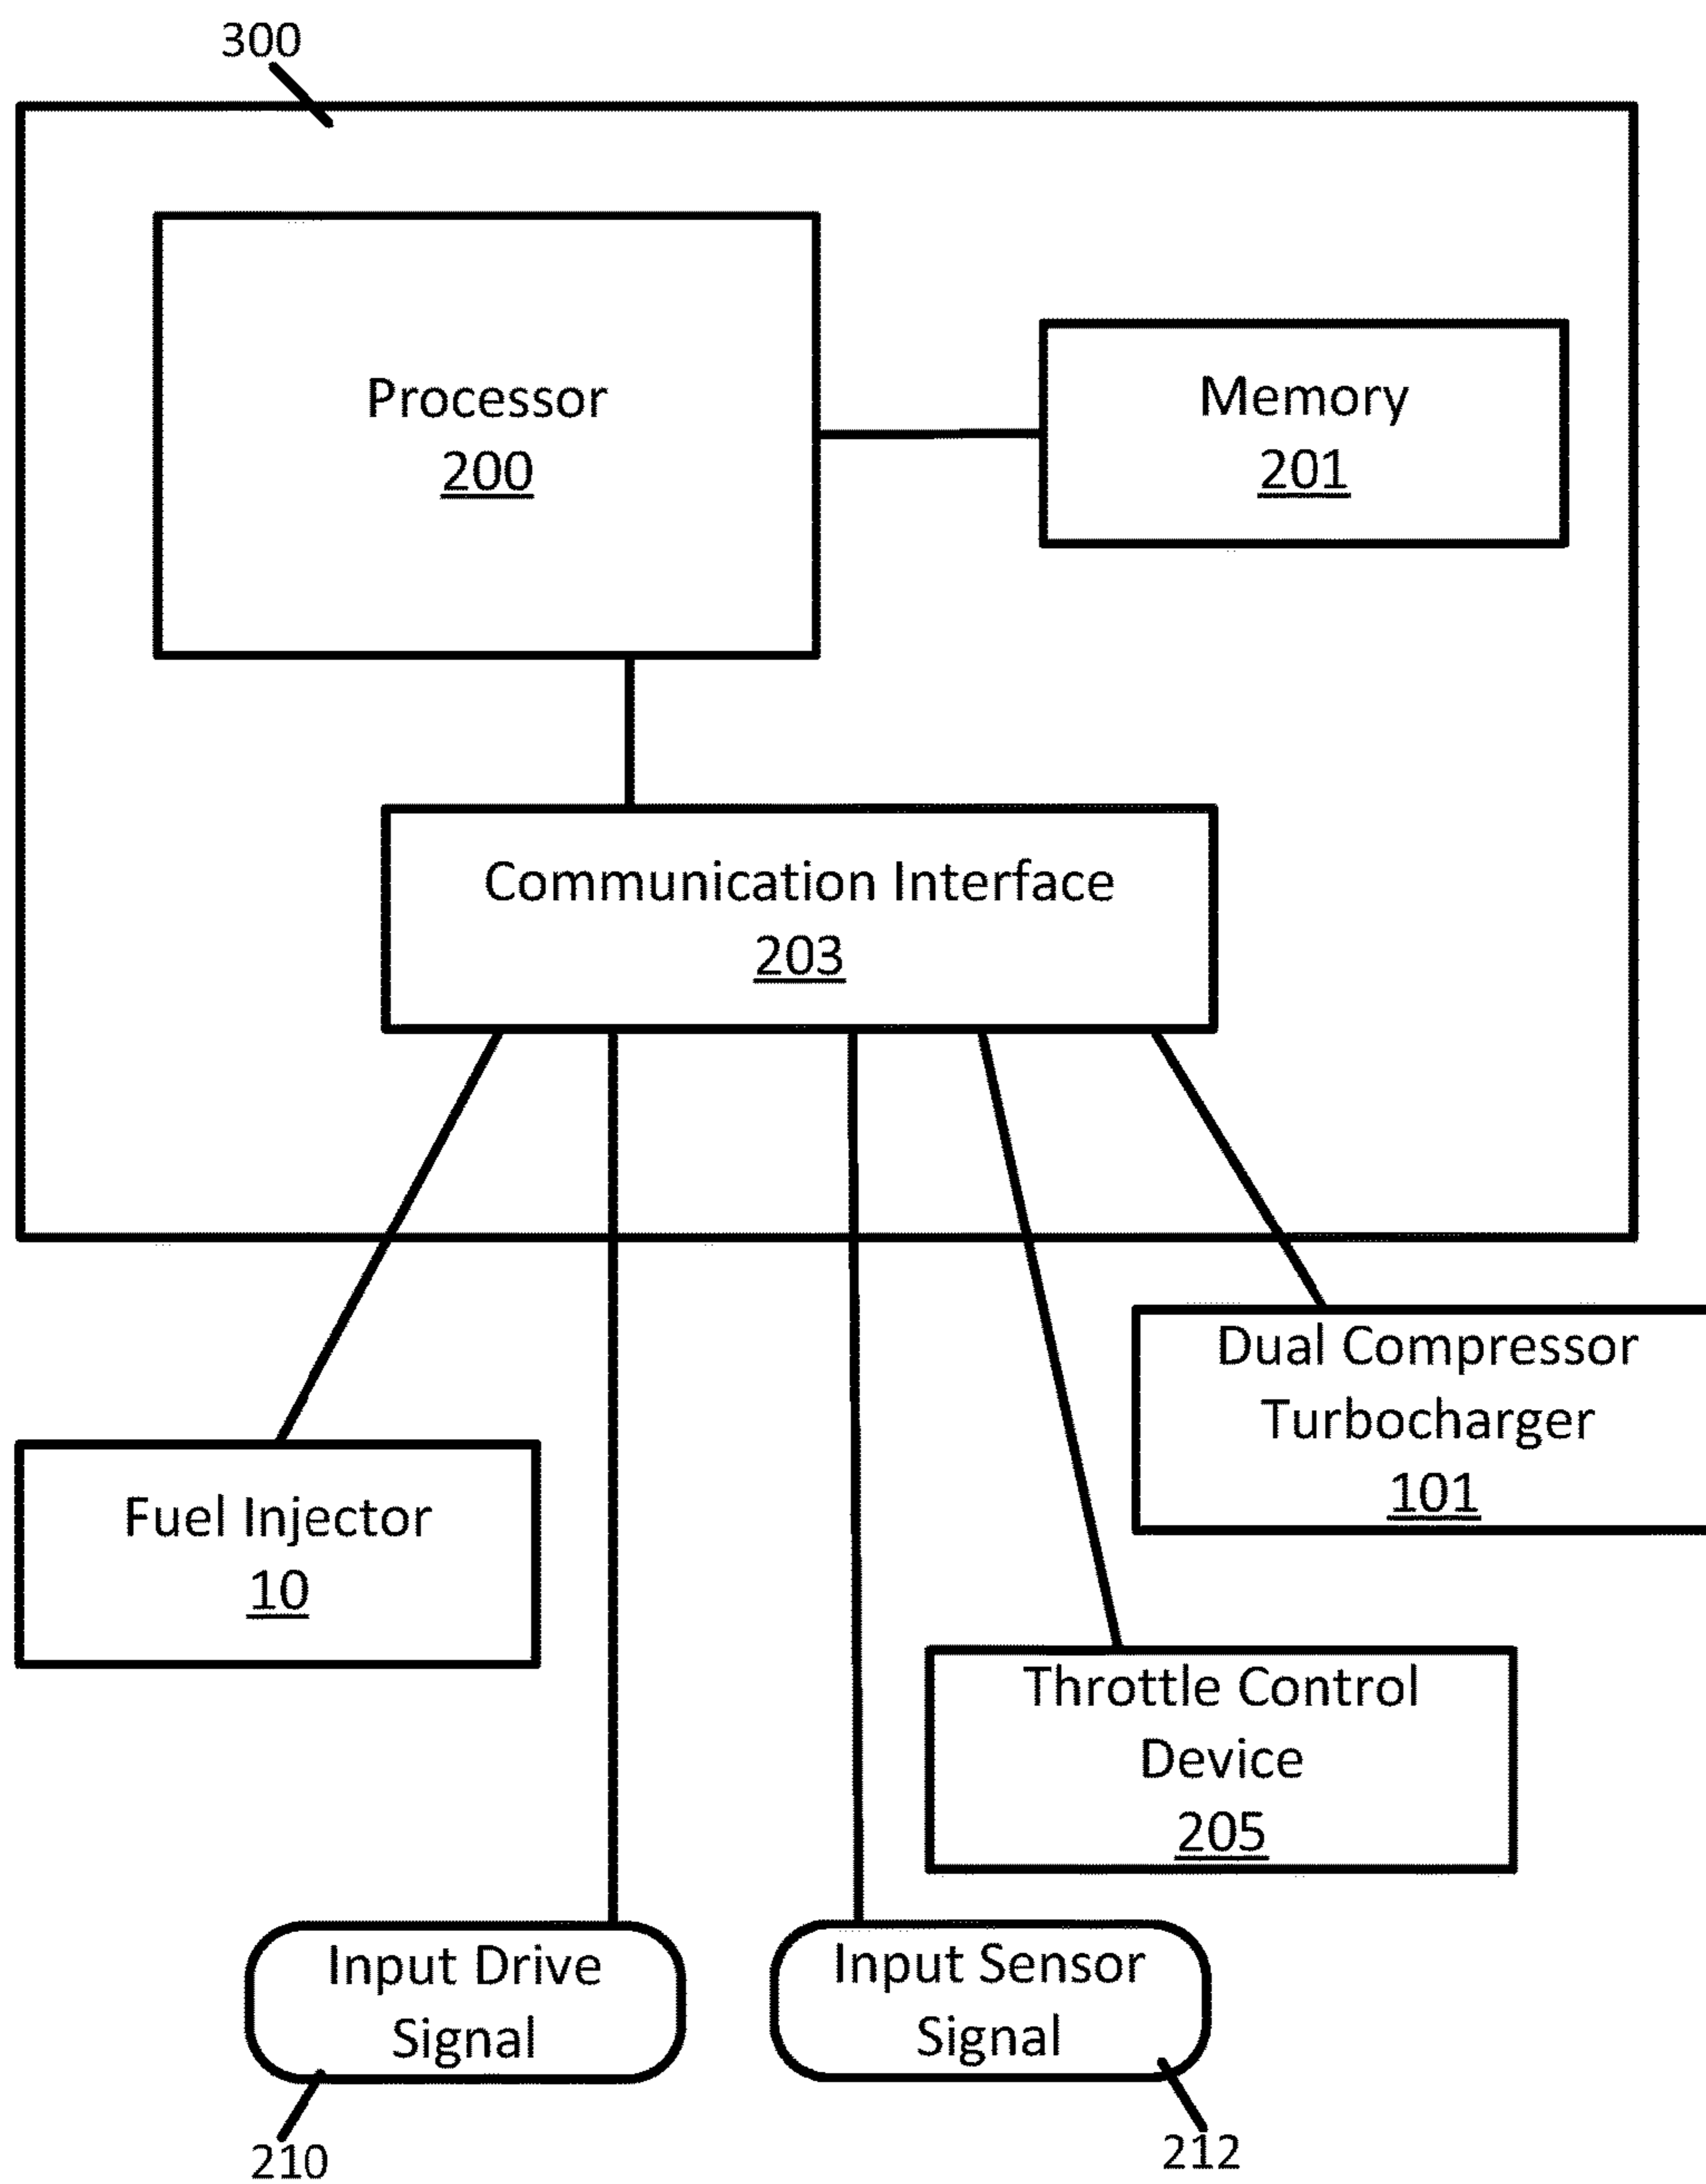 300
Processor
200
Memory
201
Communication Interface
203
Dual Compressor
Turbocharger
101
Fuel Injector
10
Throttle Control
Device
205
Input Drive
Signal
Input Sensor
Signal
210
212